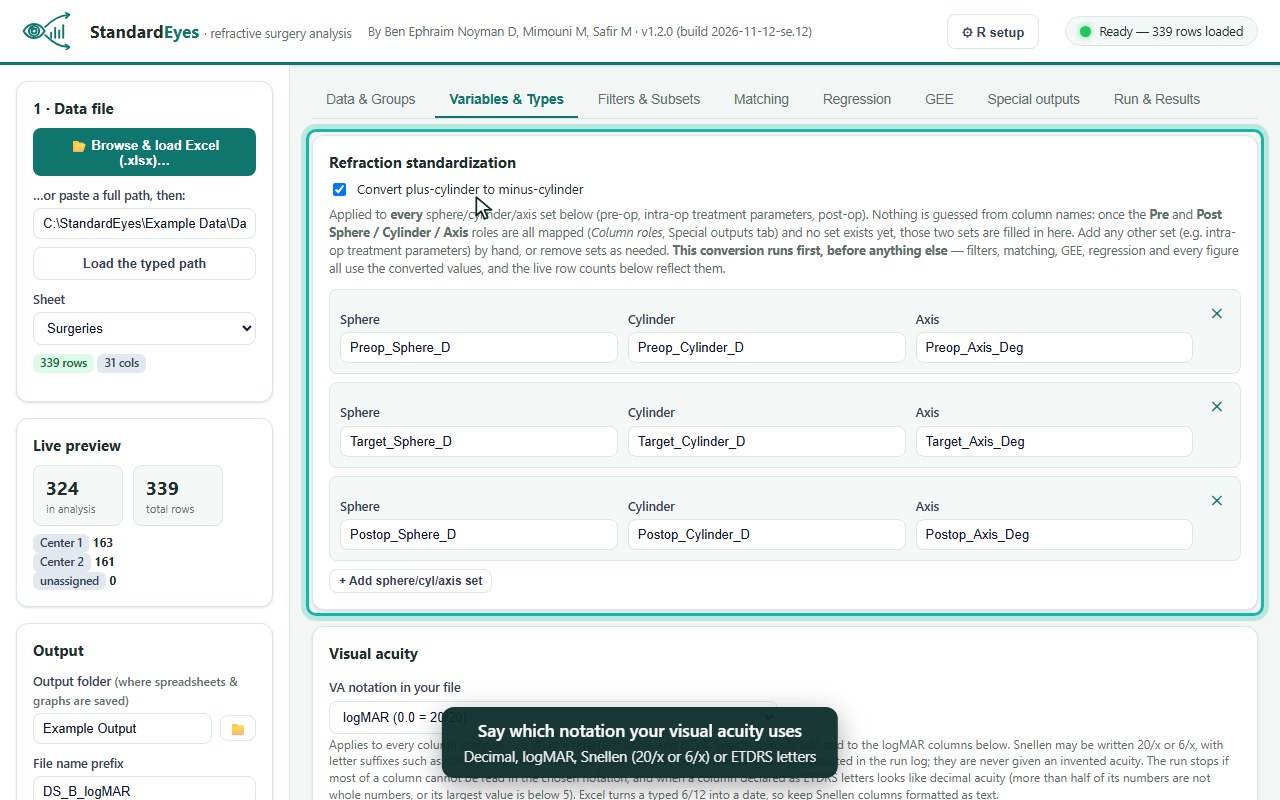 StandardEyes · refractive surgery analysis By Ben Ephraim Noyman D, Mimouni M, Safir M · v1.2.0 (build 2026-11-12-se.12)
⚙ R setup
Ready — 339 rows loaded
1 · Data file
Browse & load Excel
(.xlsx)...
...or paste a full path, then:
C:\StandardEyes\Example Data\Da
Load the typed path
Sheet
Surgeries
339 rows 31 cols
Live preview
324
in analysis
339
total rows
Center 1 163
Center 2 161
unassigned 0
Output
Output folder (where spreadsheets &
graphs are saved)
Example Output
File name prefix
DS_B_logMAR
Data & Groups Variables & Types Filters & Subsets Matching Regression GEE Special outputs Run & Results
Refraction standardization
Convert plus-cylinder to minus-cylinder
Applied to every sphere/cylinder/axis set below (pre-op, intra-op treatment parameters, post-op). Nothing is guessed from column names: once the Pre and Post
Sphere / Cylinder / Axis roles are all mapped (Column roles, Special outputs tab) and no set exists yet, those two sets are filled in here. Add any other set (e.g. intra-
op treatment parameters) by hand, or remove sets as needed. This conversion runs first, before anything else — filters, matching, GEE, regression and every figure
all use the converted values, and the live row counts below reflect them.
Sphere Cylinder Axis
Preop_Sphere_D Preop_Cylinder_D Preop_Axis_Deg
Sphere Cylinder Axis
Target_Sphere_D Target_Cylinder_D Target_Axis_Deg
Sphere Cylinder Axis
Postop_Sphere_D Postop_Cylinder_D Postop_Axis_Deg
+ Add sphere/cyl/axis set
Visual acuity
VA notation in your file
logMAR (0.0 = 20/20)
Say which notation your visual acuity uses
Decimal, logMAR, Snellen (20/x or 6/x) or ETDRS letters
Applies to every and to the logMAR columns below. Snellen may be written 20/x or 6/x, with
letter suffixes such as in the run log; they are never given an invented acuity. The run stops if
most of a column cannot be read in the chosen notation, and when a column declared as ETDRS letters looks like decimal acuity (more than half of its numbers are not
whole numbers, or its largest value is below 5). Excel turns a typed 6/12 into a date, so keep Snellen columns formatted as text.